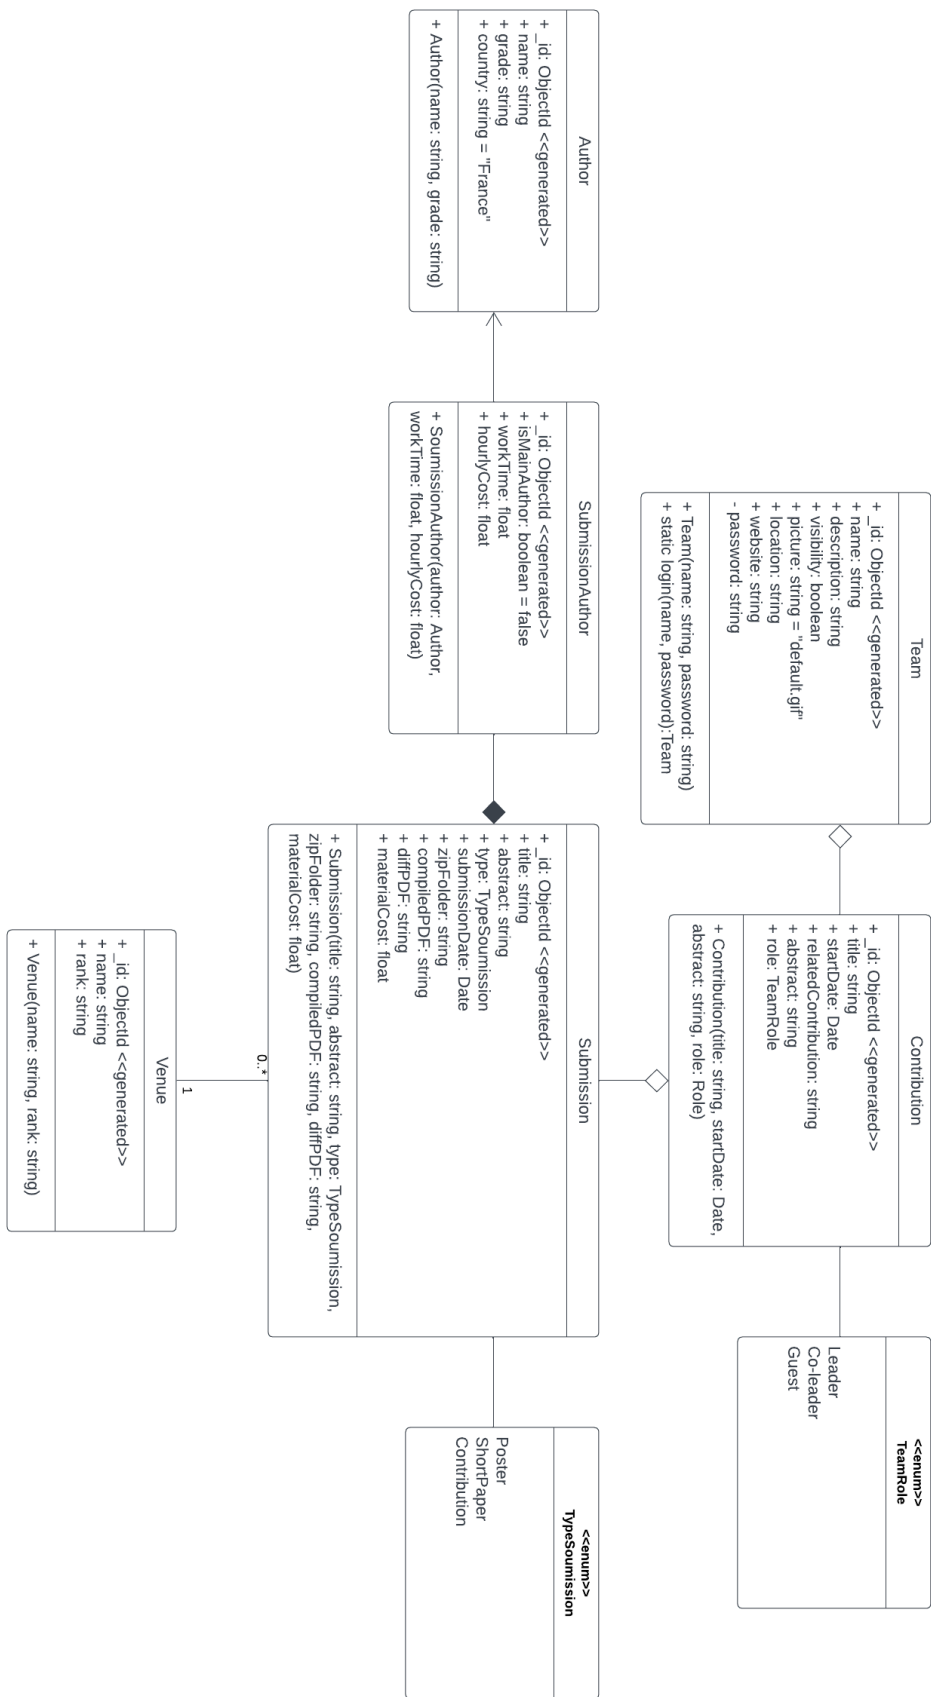 Team
+ _id: ObjectId <<generated>>
+ name: string
+ description: string
+ visibility: boolean
+ picture: string = "default.gif"
+ location: string
+ website: string
- password: string
+ Team(name: string, password: string)
+ static login(name, password):Team
Contribution
+ _id: ObjectId <<generated>>
+ title: string
+ startDate: Date
+ relatedContribution: string
+ abstract: string
+ role: TeamRole
+ Contribution(title: string, startDate: Date,
abstract: string, role: Role)
<<enum>>
TeamRole
Leader
Co-leader
Guest
Author
+ _id: ObjectId <<generated>>
+ name: string
+ grade: string
+ country: string = "France"
+ Author(name: string, grade: string)
SubmissionAuthor
+ _id: ObjectId <<generated>>
+ isMainAuthor: boolean = false
+ workTime: float
+ hourlyCost: float
+ SoumissionAuthor(author: Author,
workTime: float, hourlyCost: float)
Submission
+ _id: ObjectId <<generated>>
+ title: string
+ abstract: string
+ type: TypeSoumission
+ submissionDate: Date
+ zipFolder: string
+ compiledPDF: string
+ diffPDF: string
+ materialCost: float
+ Submission(title: string, abstract: string, type: TypeSoumission,
zipFolder: string, compiledPDF: string, diffPDF: string,
materialCost: float)
<<enum>>
TypeSoumission
Poster
ShortPaper
Contribution
0..*
1
Venue
+ _id: ObjectId <<generated>>
+ name: string
+ rank: string
+ Venue(name: string, rank: string)